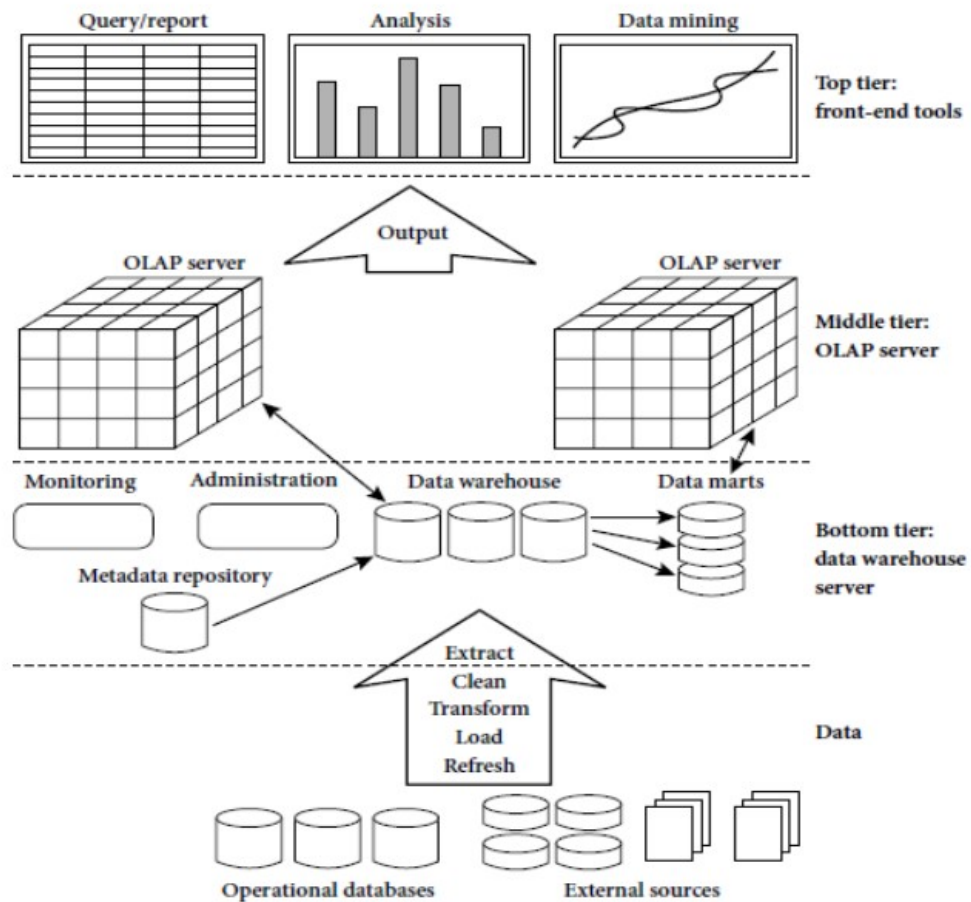 Query/report
Analysis
Data mining
Top tier:
front-end tools
Output
OLAP server
OLAP server
Middle tier:
OLAP server
Monitoring
Administration
Data warehouse
Data marts
Bottom tier:
data warehouse
server
Metadata repository
Extract
Clean
Transform
Load
Refresh
Data
Operational databases
External sources